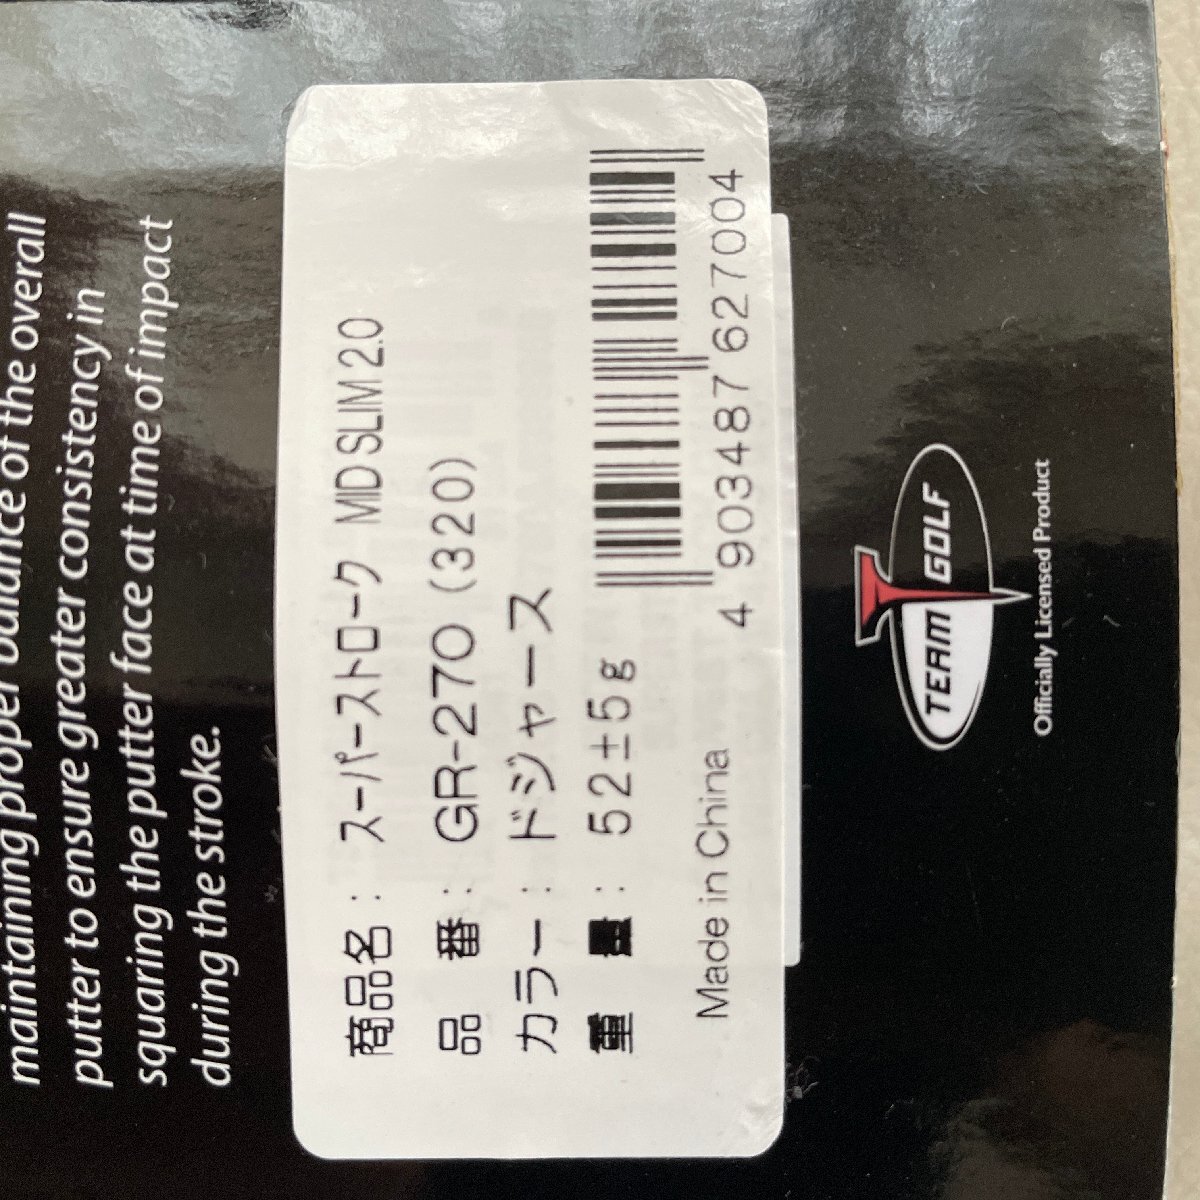 maintaining proper balance of the overall
putter to ensure greater consistency in
squaring the putter face at time of impact
during the stroke.
商品名： スーパーストローク MID SLIM 2.0
品 番： GR-270（320）
カラー： ドジャース
重 量： 52±5g
Made in China
4 903487 627004
TEAM GOLF
Officially Licensed Product